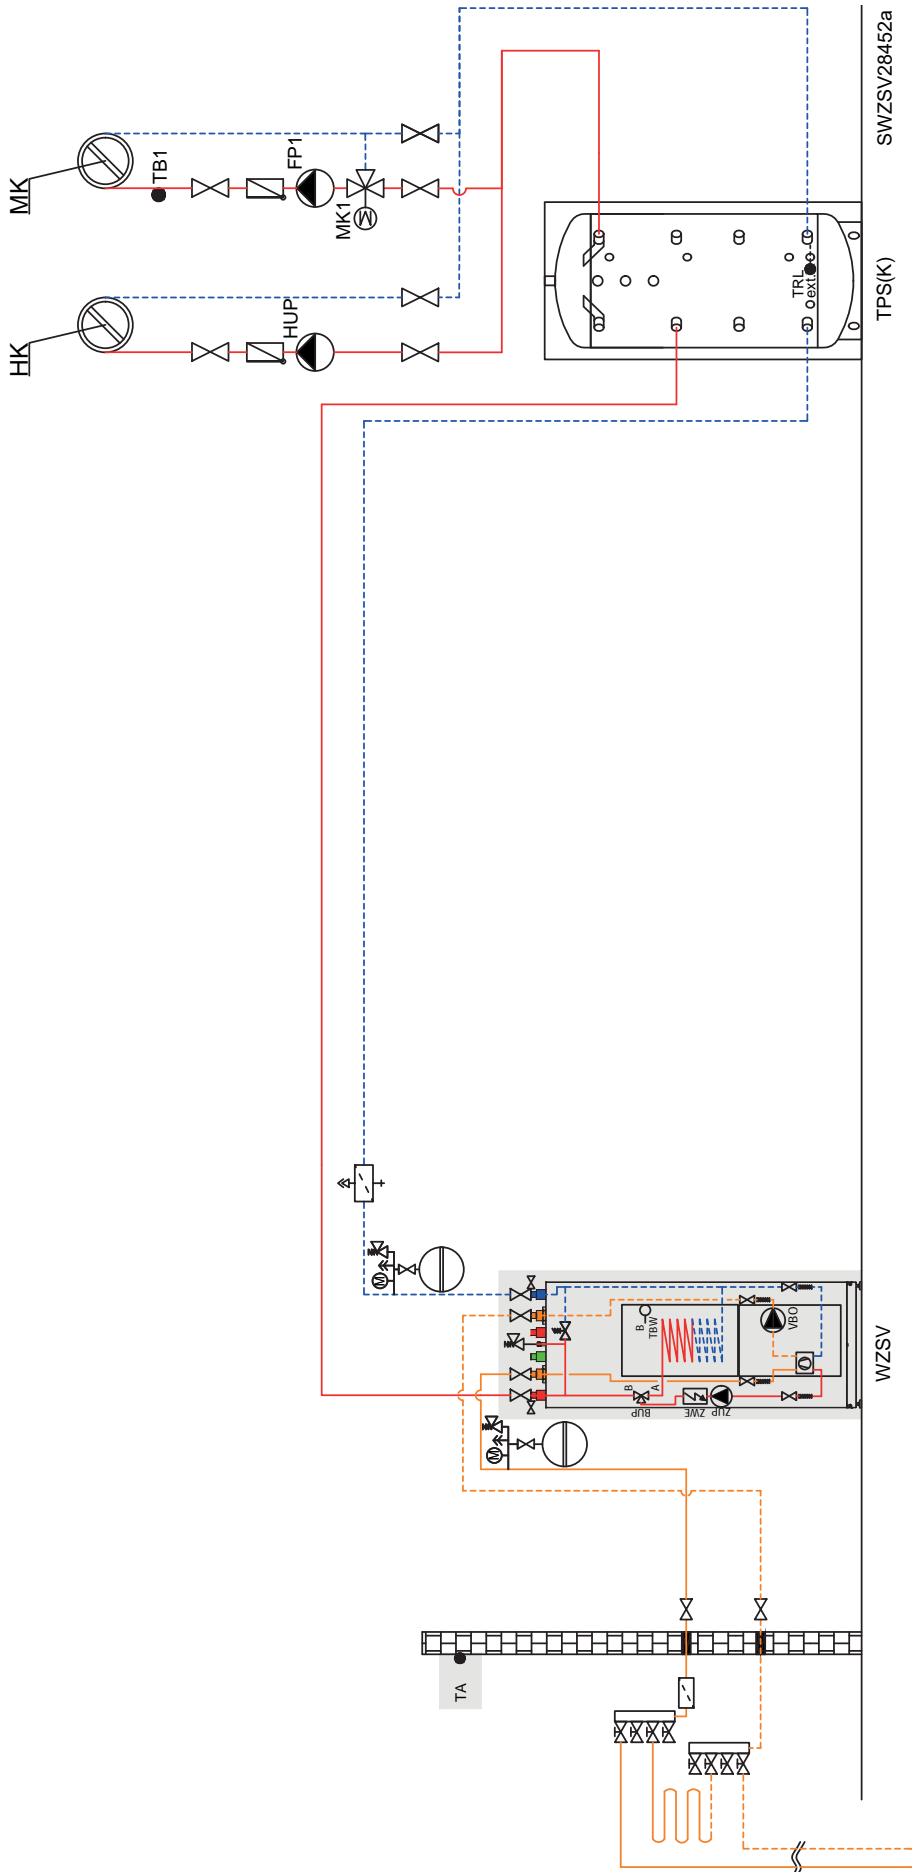 MK
TB1
FP1
MK1
SWZSV28452a
HK
HUP
TRL
ext.
TPS(K)
M
B
TBW
VBO
B
A
BUP
ZWE
ZUP
WZSV
M
TA